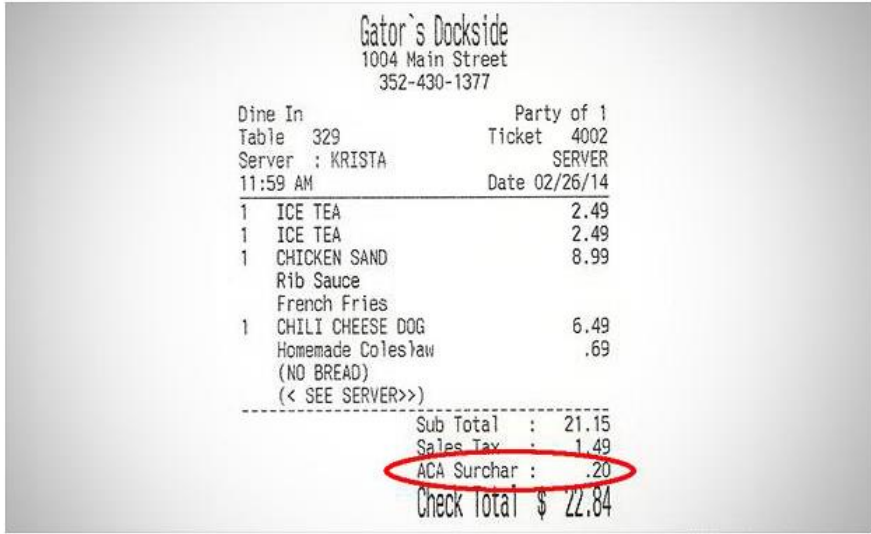 Gator`s Dockside
1004 Main Street
352-430-1377
Dine In Party of 1
Table 329 Ticket 4002
Server : KRISTA SERVER
11:59 AM Date 02/26/14
1 ICE TEA 2.49
1 ICE TEA 2.49
1 CHICKEN SAND 8.99
Rib Sauce
French Fries
1 CHILI CHEESE DOG 6.49
Homemade Coleslaw .69
(NO BREAD)
(< SEE SERVER>>)
Sub Total : 21.15
Sales Tax : 1.49
ACA Surchar : .20
Check Total $ 22.84